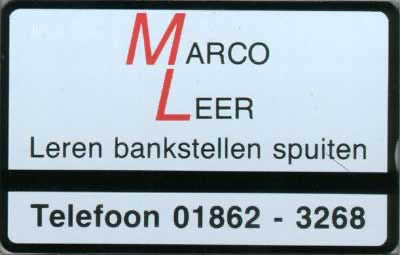 MARCO
LEER
Leren bankstellen spuiten
Telefoon 01862 - 3268